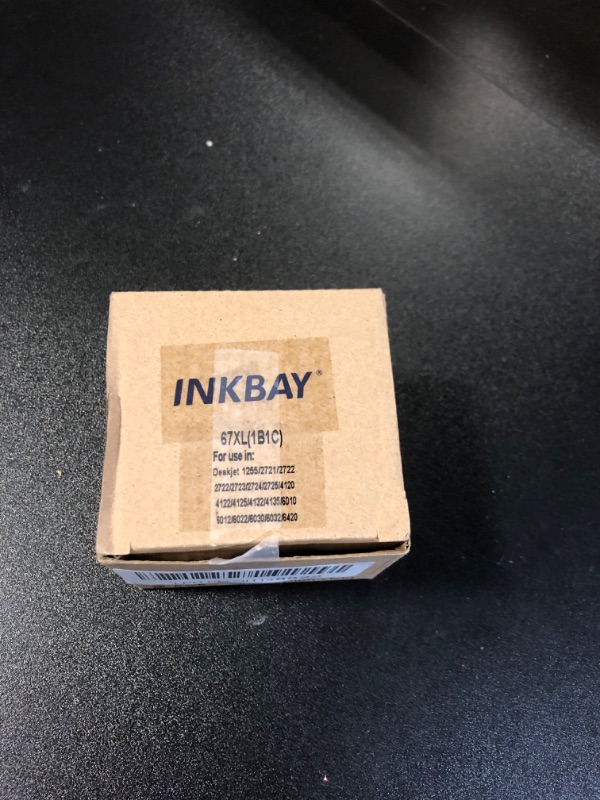 INKBAY®
67XL(1B1C)
For use in:
Deskjet 1255/2721/2722
2722/2723/2724/2725/4120
4122/4125/4132/4135/6010
6012/6022/6030/6032/6420